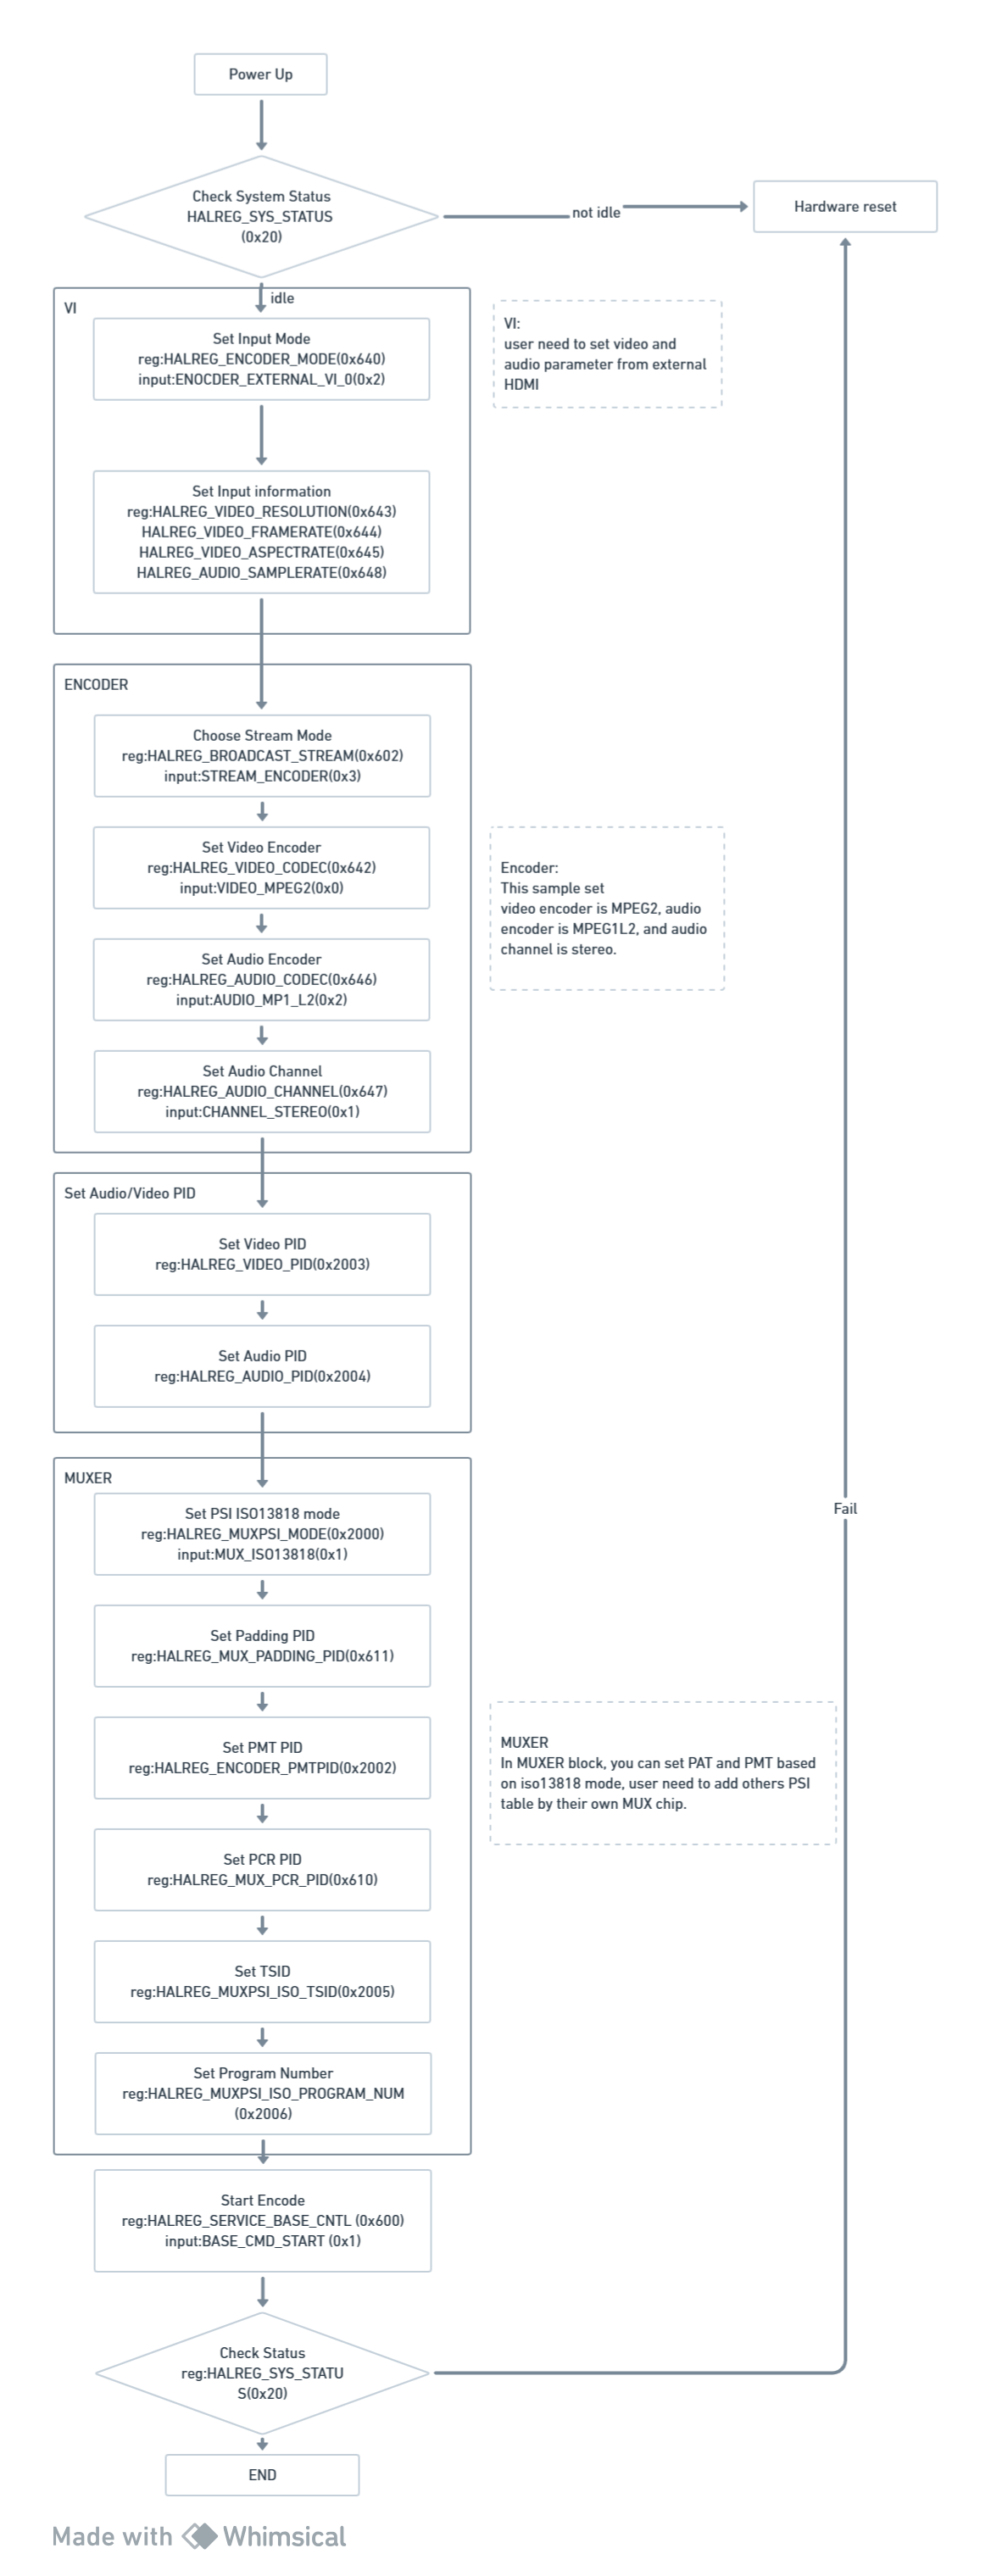 Power Up
Check System Status
HALREG_SYS_STATUS
(0x20)
not idle
Hardware reset
idle
VI
Set Input Mode
reg:HALREG_ENCODER_MODE(0x640)
input:ENOCDER_EXTERNAL_VI_0(0x2)
VI:
user need to set video and
audio parameter from external
HDMI
Set Input information
reg:HALREG_VIDEO_RESOLUTION(0x643)
HALREG_VIDEO_FRAMERATE(0x644)
HALREG_VIDEO_ASPECTRATE(0x645)
HALREG_AUDIO_SAMPLERATE(0x648)
ENCODER
Choose Stream Mode
reg:HALREG_BROADCAST_STREAM(0x602)
input:STREAM_ENCODER(0x3)
Set Video Encoder
reg:HALREG_VIDEO_CODEC(0x642)
input:VIDEO_MPEG2(0x0)
Encoder:
This sample set
video encoder is MPEG2, audio
encoder is MPEG1L2, and audio
channel is stereo.
Set Audio Encoder
reg:HALREG_AUDIO_CODEC(0x646)
input:AUDIO_MP1_L2(0x2)
Set Audio Channel
reg:HALREG_AUDIO_CHANNEL(0x647)
input:CHANNEL_STEREO(0x1)
Set Audio/Video PID
Set Video PID
reg:HALREG_VIDEO_PID(0x2003)
Set Audio PID
reg:HALREG_AUDIO_PID(0x2004)
MUXER
Set PSI ISO13818 mode
reg:HALREG_MUXPSI_MODE(0x2000)
input:MUX_ISO13818(0x1)
Fail
Set Padding PID
reg:HALREG_MUX_PADDING_PID(0x611)
Set PMT PID
reg:HALREG_ENCODER_PMTPID(0x2002)
MUXER
In MUXER block, you can set PAT and PMT based
on iso13818 mode, user need to add others PSI
table by their own MUX chip.
Set PCR PID
reg:HALREG_MUX_PCR_PID(0x610)
Set TSID
reg:HALREG_MUXPSI_ISO_TSID(0x2005)
Set Program Number
reg:HALREG_MUXPSI_ISO_PROGRAM_NUM
(0x2006)
Start Encode
reg:HALREG_SERVICE_BASE_CNTL (0x600)
input:BASE_CMD_START (0x1)
Check Status
reg:HALREG_SYS_STATU
S(0x20)
END
Made with Whimsical